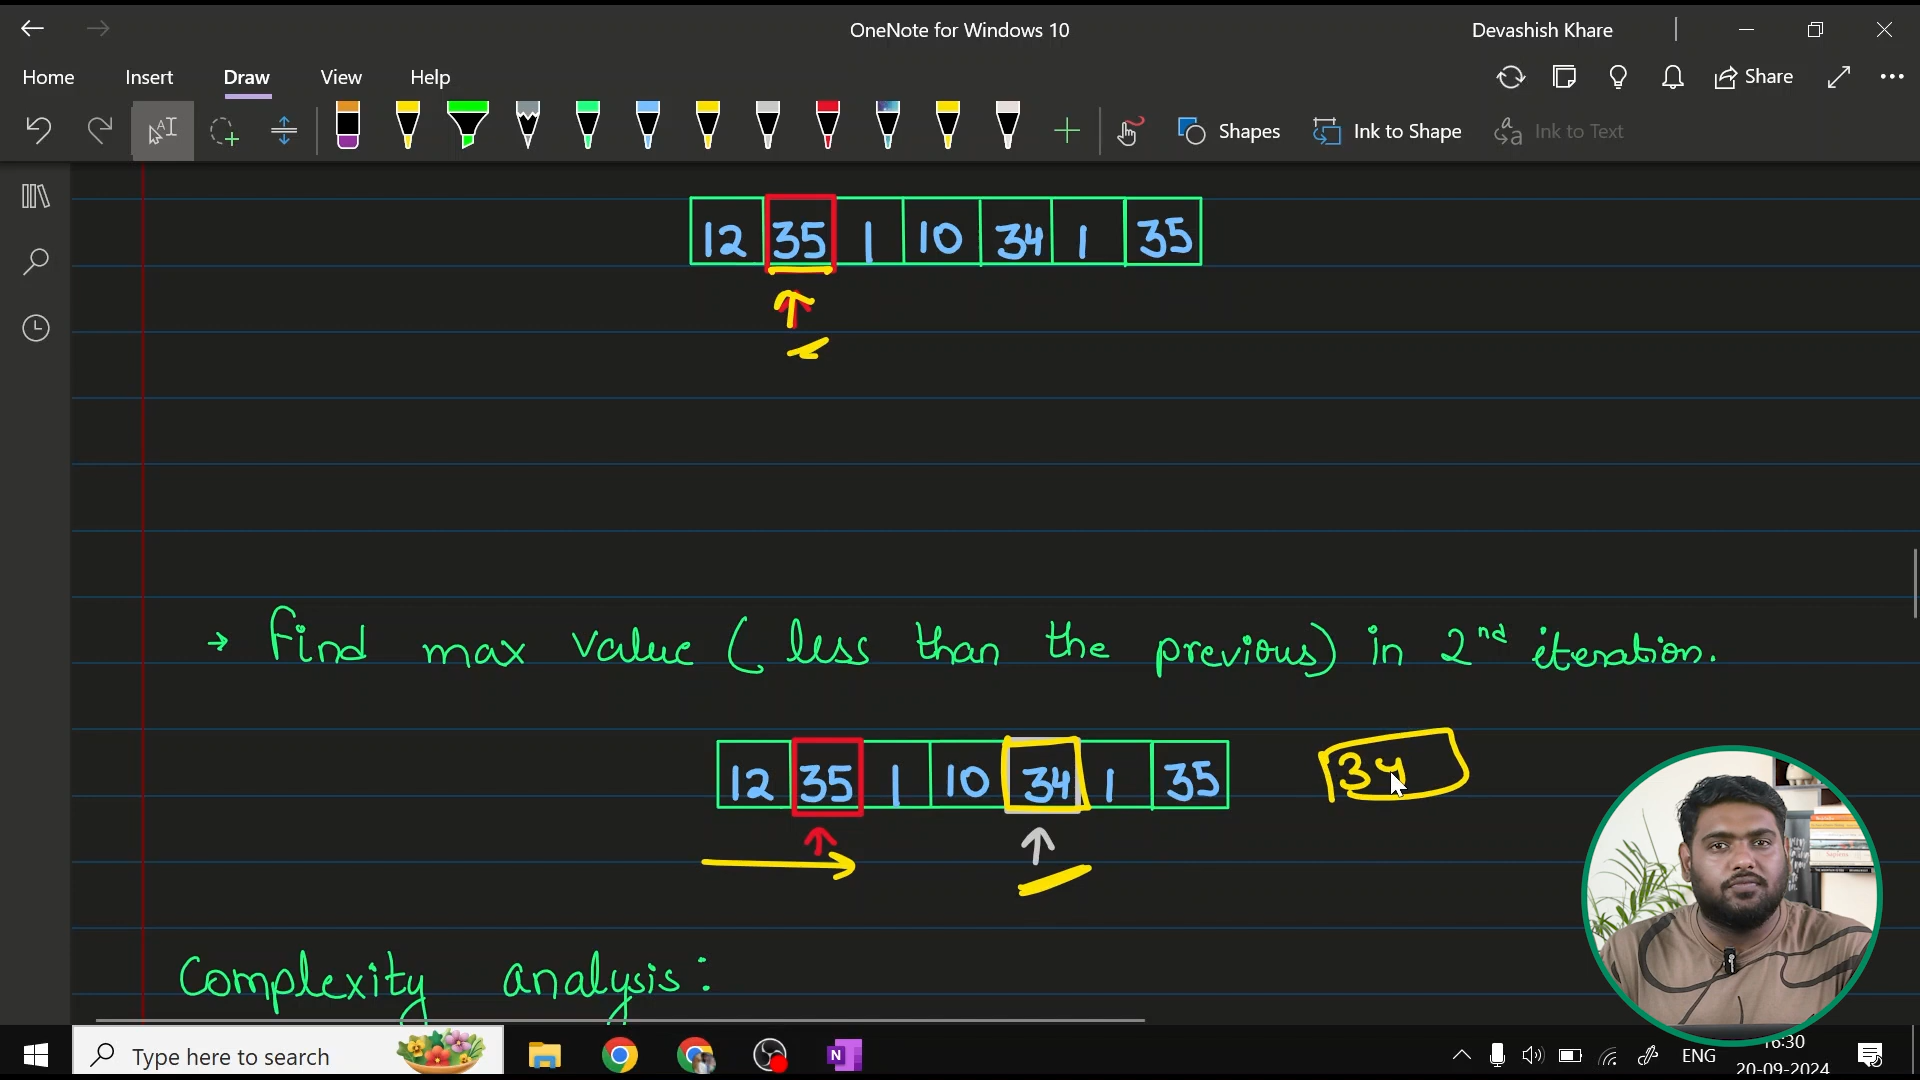 OneNote for Windows 10
Devashish Khare
Home Insert Draw View Help
Share
Shapes Ink to Shape Ink to Text
12 35 1 10 34 1 35
→ Find max value ( less than the previous) in 2nd iteration.
12 35 1 10 34 1 35 34
Complexity analysis:
Type here to search
ENG
16:30
20-09-2024